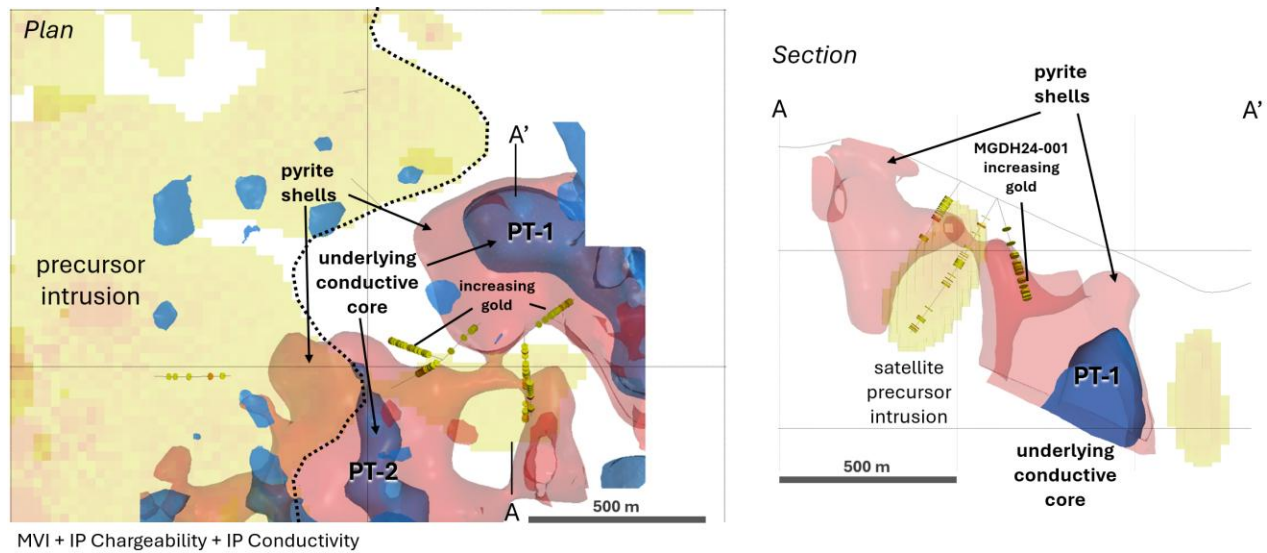 Plan
A'
pyrite
shells
PT-1
precursor
intrusion
underlying
conductive
core
increasing
gold
PT-2
A
500 m
MVI + IP Chargeability + IP Conductivity
Section
A
A'
pyrite
shells
MGDH24-001
increasing
gold
satellite
precursor
intrusion
PT-1
underlying
conductive
core
500 m